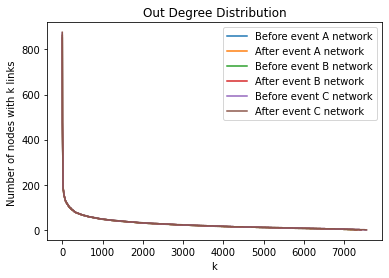 Out Degree Distribution
Before event A network
After event A network
Before event B network
After event B network
Before event C network
After event C network
Number of nodes with k links
800
600
400
200
0
0 1000 2000 3000 4000 5000 6000 7000
k